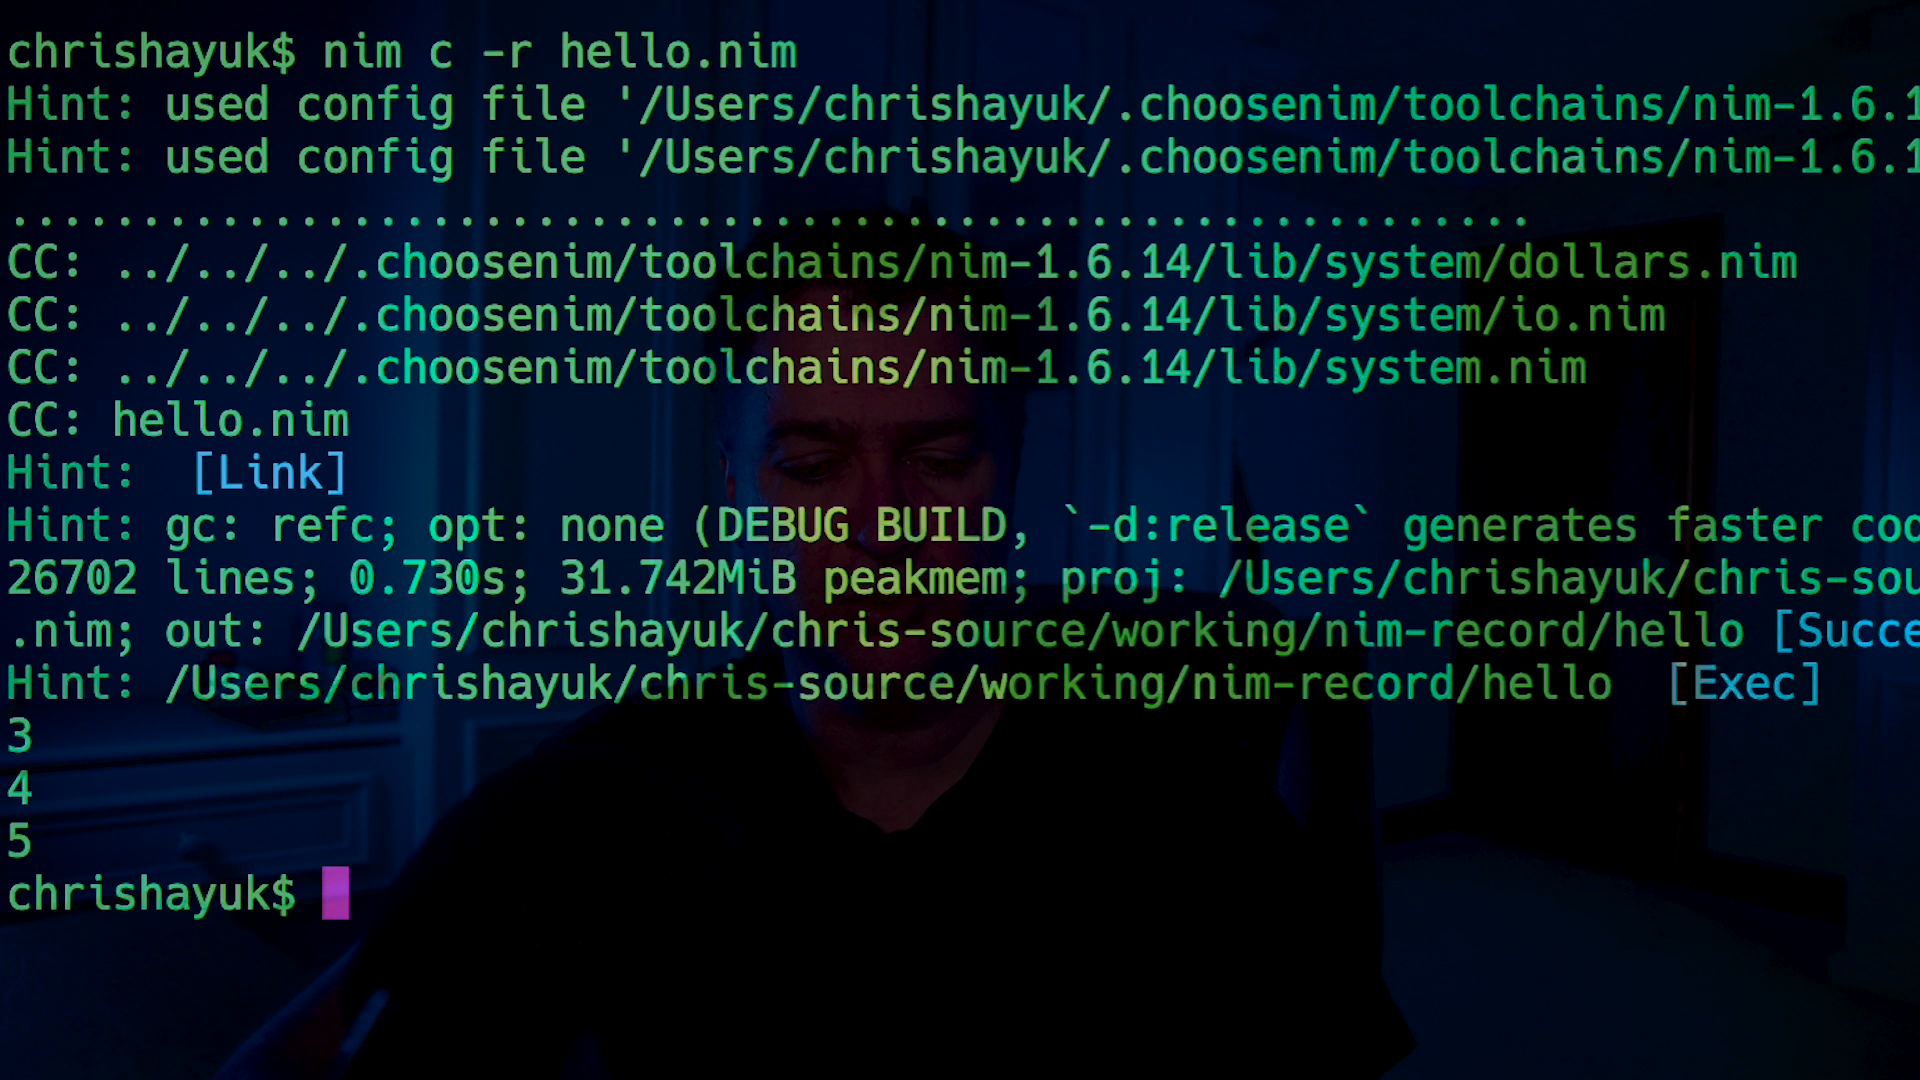 chrishayuk$ nim c -r hello.nim
Hint: used config file '/Users/chrishayuk/.choosenim/toolchains/nim-1.6.1
Hint: used config file '/Users/chrishayuk/.choosenim/toolchains/nim-1.6.1
..........................................................
CC: ../../../.choosenim/toolchains/nim-1.6.14/lib/system/dollars.nim
CC: ../../../.choosenim/toolchains/nim-1.6.14/lib/system/io.nim
CC: ../../../.choosenim/toolchains/nim-1.6.14/lib/system.nim
CC: hello.nim
Hint:  [Link]
Hint: gc: refc; opt: none (DEBUG BUILD, `-d:release` generates faster cod
26702 lines; 0.730s; 31.742MiB peakmem; proj: /Users/chrishayuk/chris-sou
.nim; out: /Users/chrishayuk/chris-source/working/nim-record/hello [Succe
Hint: /Users/chrishayuk/chris-source/working/nim-record/hello  [Exec]
3
4
5
chrishayuk$